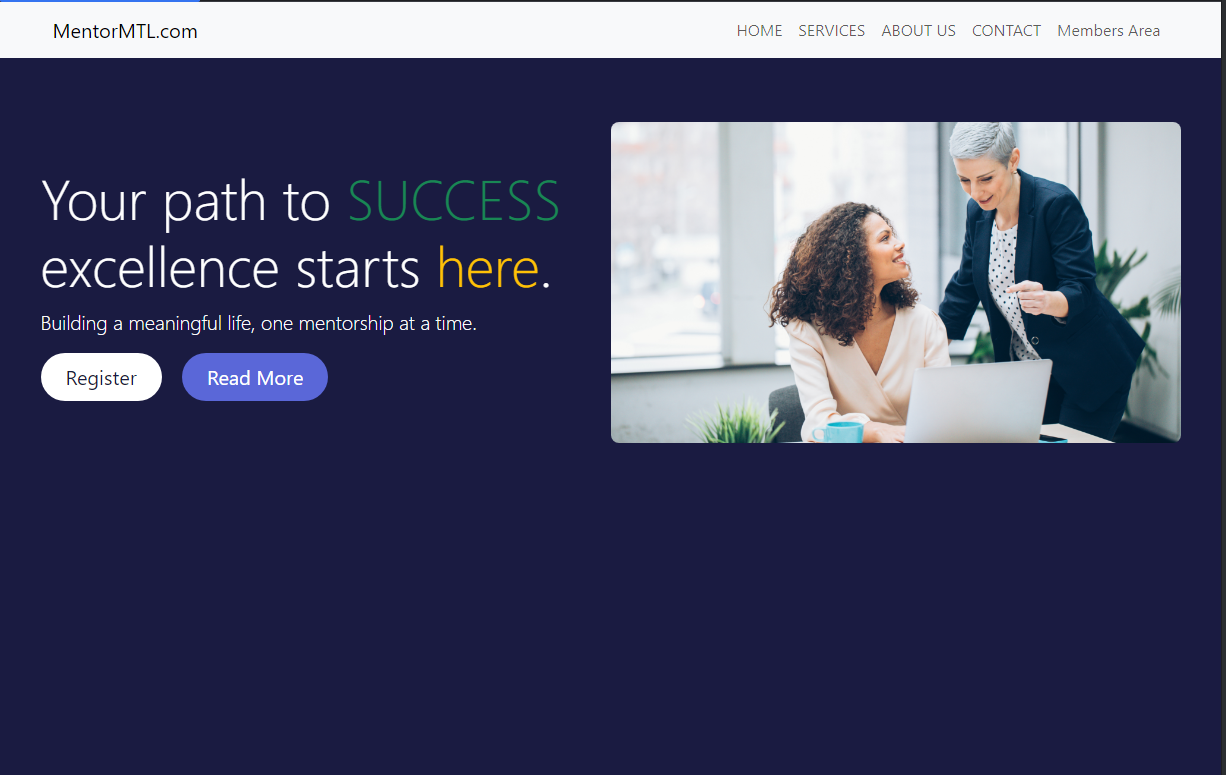 MentorMTL.com
HOME SERVICES ABOUT US CONTACT Members Area
Your path to SUCCESS
excellence starts here.
Building a meaningful life, one mentorship at a time.
Register Read More